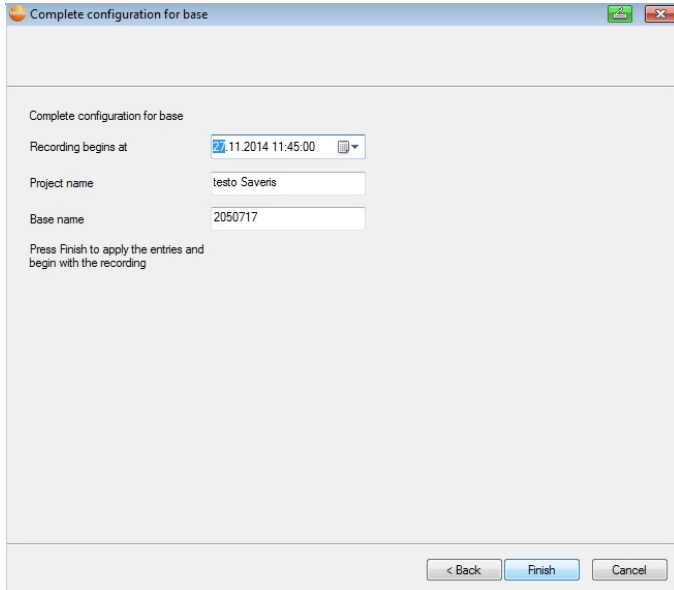 Complete configuration for base
Complete configuration for base
Recording begins at
27.11.2014 11:45:00
Project name
testo Saveris
Base name
2050717
Press Finish to apply the entries and
begin with the recording
< Back
Finish
Cancel